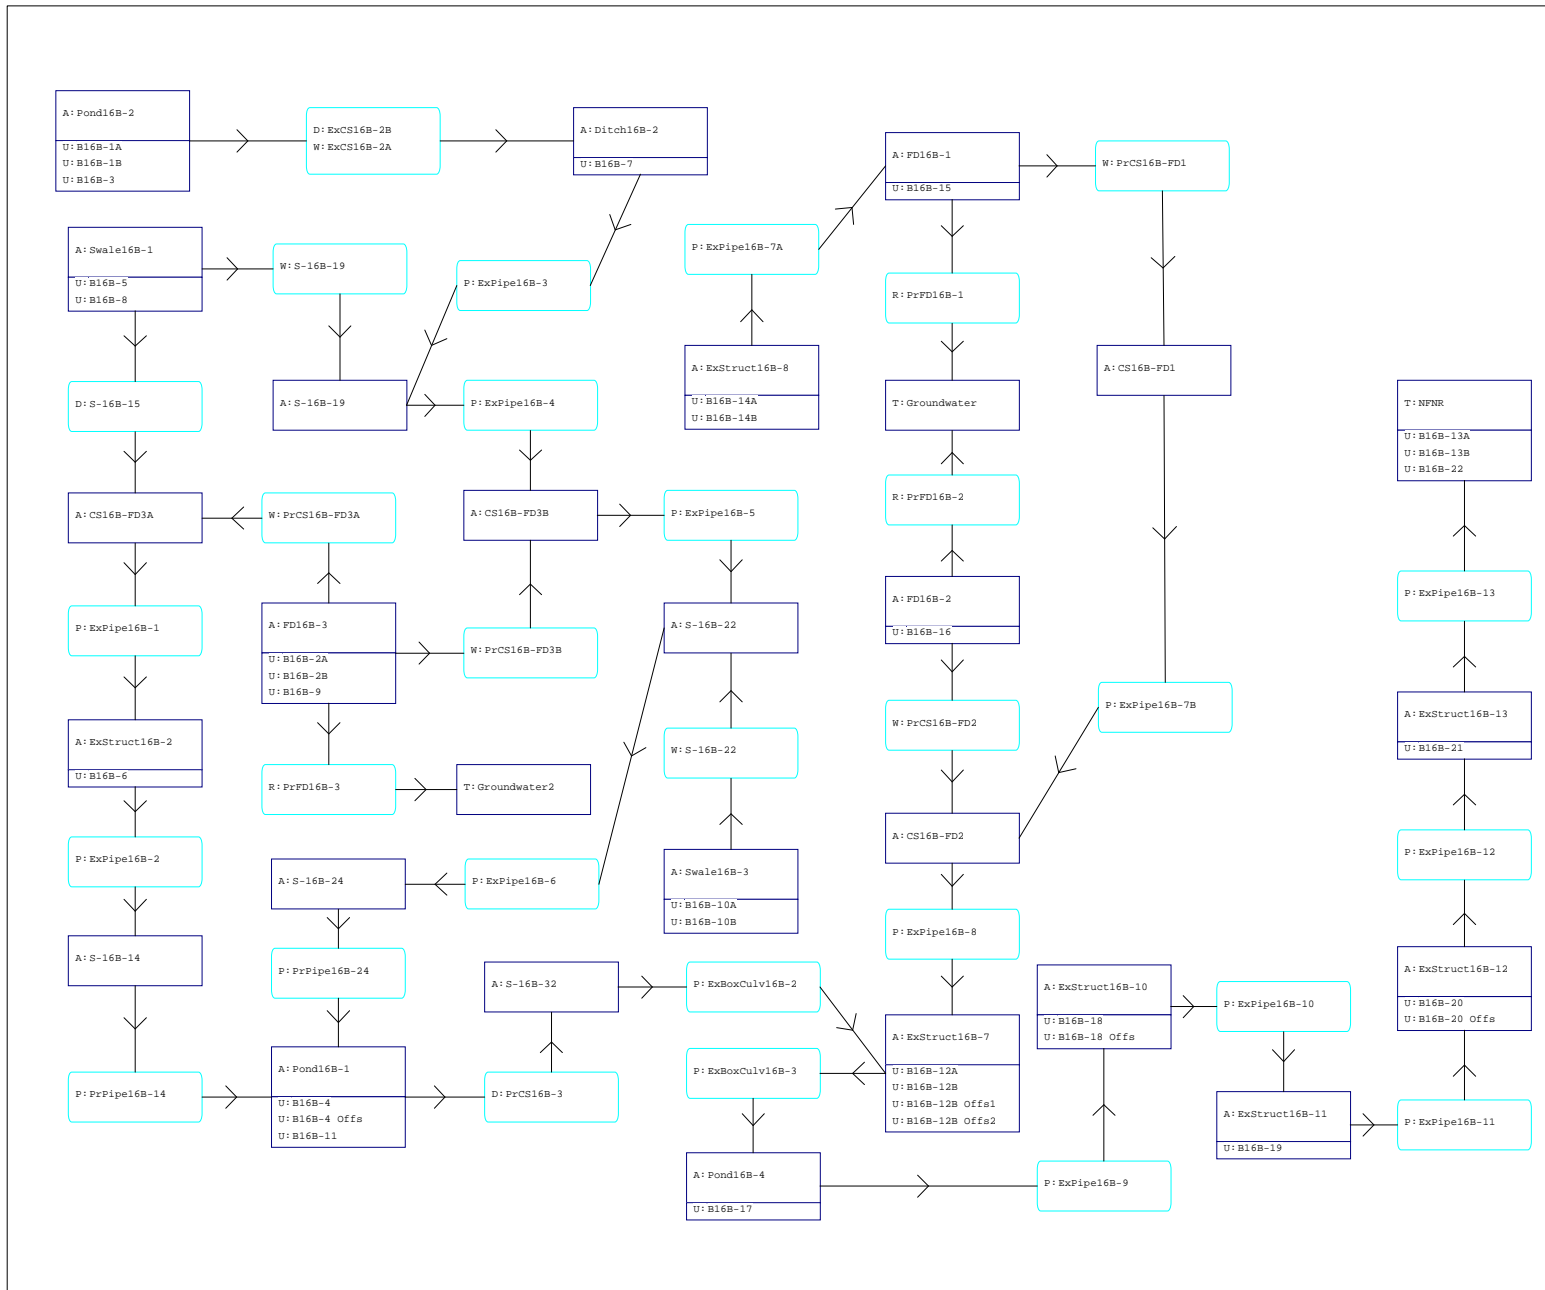 A:Pond16B-2
U:B16B-1A
U:B16B-1B
U:B16B-3
D:ExCS16B-2B
W:ExCS16B-2A
A:Ditch16B-2
U:B16B-7
A:FD16B-1
U:B16B-15
W:PrCS16B-FD1
A:Swale16B-1
U:B16B-5
U:B16B-8
W:S-16B-19
P:ExPipe16B-3
P:ExPipe16B-7A
R:PrFD16B-1
A:ExStruct16B-8
U:B16B-14A
U:B16B-14B
A:CS16B-FD1
D:S-16B-15
A:S-16B-19
P:ExPipe16B-4
T:Groundwater
T:NFNR
U:B16B-13A
U:B16B-13B
U:B16B-22
A:CS16B-FD3A
W:PrCS16B-FD3A
A:CS16B-FD3B
P:ExPipe16B-5
R:PrFD16B-2
P:ExPipe16B-1
A:FD16B-3
U:B16B-2A
U:B16B-2B
U:B16B-9
W:PrCS16B-FD3B
A:S-16B-22
A:FD16B-2
U:B16B-16
P:ExPipe16B-13
A:ExStruct16B-2
U:B16B-6
R:PrFD16B-3
T:Groundwater2
W:S-16B-22
W:PrCS16B-FD2
P:ExPipe16B-7B
A:ExStruct16B-13
U:B16B-21
P:ExPipe16B-2
A:S-16B-24
P:ExPipe16B-6
A:Swale16B-3
U:B16B-10A
U:B16B-10B
A:CS16B-FD2
P:ExPipe16B-12
A:S-16B-14
P:PrPipe16B-24
A:S-16B-32
P:ExBoxCulv16B-2
P:ExPipe16B-8
A:ExStruct16B-10
U:B16B-18
U:B16B-18 Offs
P:ExPipe16B-10
A:ExStruct16B-12
U:B16B-20
U:B16B-20 Offs
P:PrPipe16B-14
A:Pond16B-1
U:B16B-4
U:B16B-4 Offs
U:B16B-11
D:PrCS16B-3
P:ExBoxCulv16B-3
A:ExStruct16B-7
U:B16B-12A
U:B16B-12B
U:B16B-12B Offs1
U:B16B-12B Offs2
A:ExStruct16B-11
U:B16B-19
P:ExPipe16B-11
A:Pond16B-4
U:B16B-17
P:ExPipe16B-9